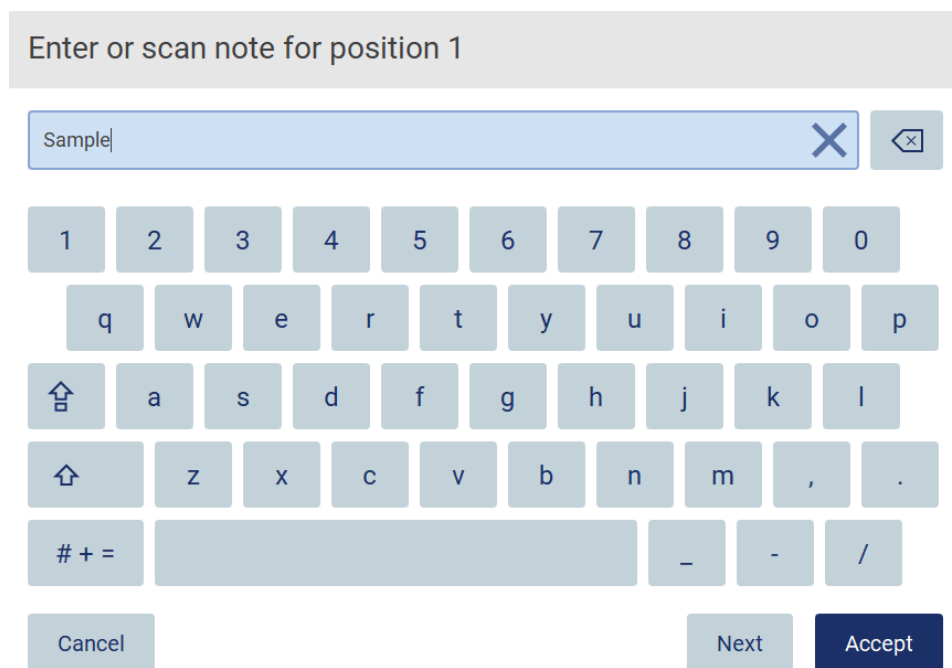 Enter or scan note for position 1
Sample
1 2 3 4 5 6 7 8 9 0
q w e r t y u i o p
a s d f g h j k l
z x c v b n m , .
# + = _ - /
Cancel Next Accept